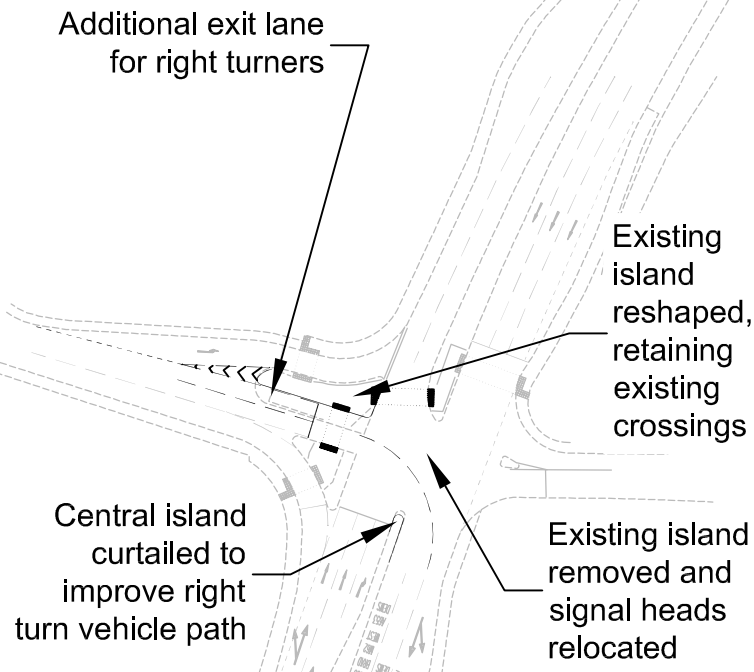 Additional exit lane
for right turners
Existing
island
reshaped,
retaining
existing
crossings
Central island
curtailed to
improve right
turn vehicle path
Existing island
removed and
signal heads
relocated